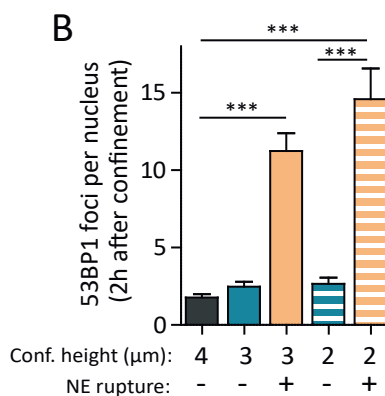 B
***
***
***
53BP1 foci per nucleus
(2h after confinement)
15
10
5
0
Conf. height (μm): 4 3 3 2 2
NE rupture: - - + - +